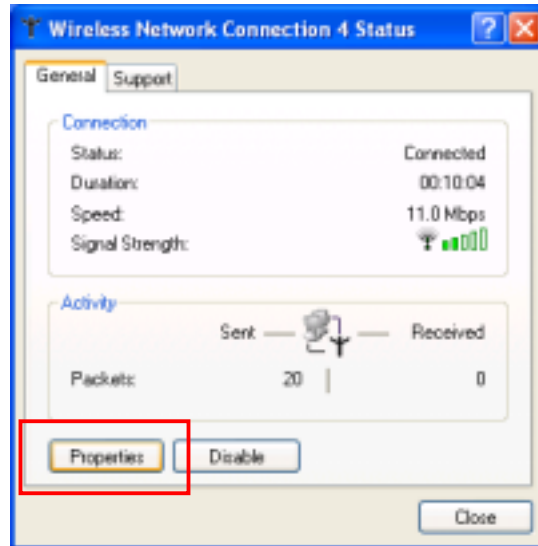 Wireless Network Connection 4 Status
General Support
Connection
Status: Connected
Duration: 00:10:04
Speed: 11.0 Mbps
Signal Strength:
Activity
Sent Received
Packets: 20 0
Properties Disable
Close